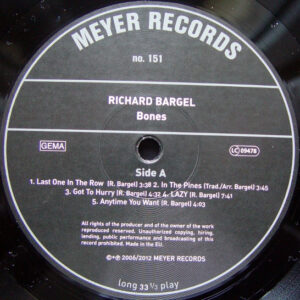 MEYER RECORDS
no. 151
RICHARD BARGEL
Bones
GEMA
LC 09478
Side A
1. Last One In The Row (R. Bargel) 3:38 2. In The Pines (Trad./Arr. Bargel) 3:45
3. Got To Hurry (R. Bargel) 4:32 4. LAZY (R. Bargel) 7:41
5. Anytime You Want (R. Bargel) 4:03
All rights of the producer and of the owner of the work
reproduced reserved. Unauthorized copying, hiring,
lending, public performance and broadcasting of this
record prohibited. Made in the EU.
©+℗ 2006/2012 MEYER RECORDS
long 33 1/3 play